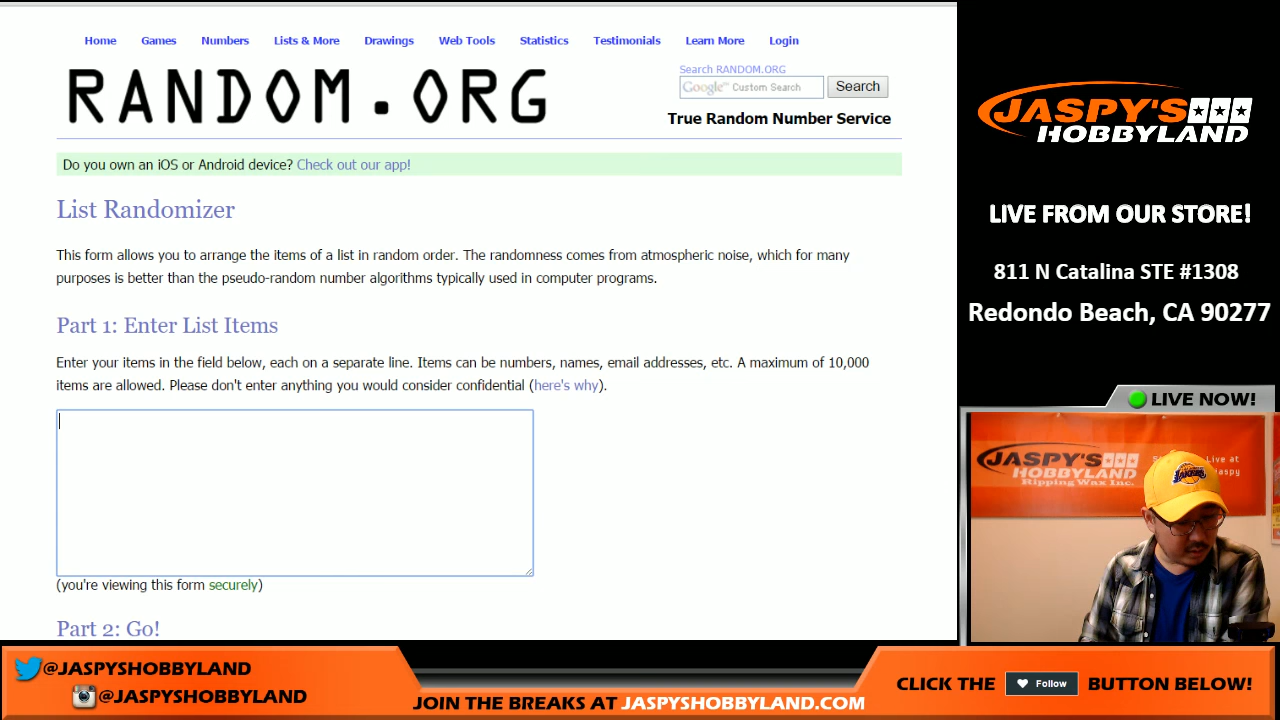 Home Games Numbers Lists & More Drawings Web Tools Statistics Testimonials Learn More Login
RANDOM.ORG
Search RANDOM.ORG
Google™ Custom Search
Search
True Random Number Service
Do you own an iOS or Android device? Check out our app!
List Randomizer
This form allows you to arrange the items of a list in random order. The randomness comes from atmospheric noise, which for many
purposes is better than the pseudo-random number algorithms typically used in computer programs.
Part 1: Enter List Items
Enter your items in the field below, each on a separate line. Items can be numbers, names, email addresses, etc. A maximum of 10,000
items are allowed. Please don't enter anything you would consider confidential (here's why).
(you're viewing this form securely)
Part 2: Go!
JASPY'S
HOBBYLAND
LIVE FROM OUR STORE!
811 N Catalina STE #1308
Redondo Beach, CA 90277
LIVE NOW!
JASPY'S
HOBBYLAND
Ripping Wax Inc.
Live at
LAKERS
@JASPYSHOBBYLAND
@JASPYSHOBBYLAND
JOIN THE BREAKS AT JASPYSHOBBYLAND.COM
CLICK THE Follow BUTTON BELOW!